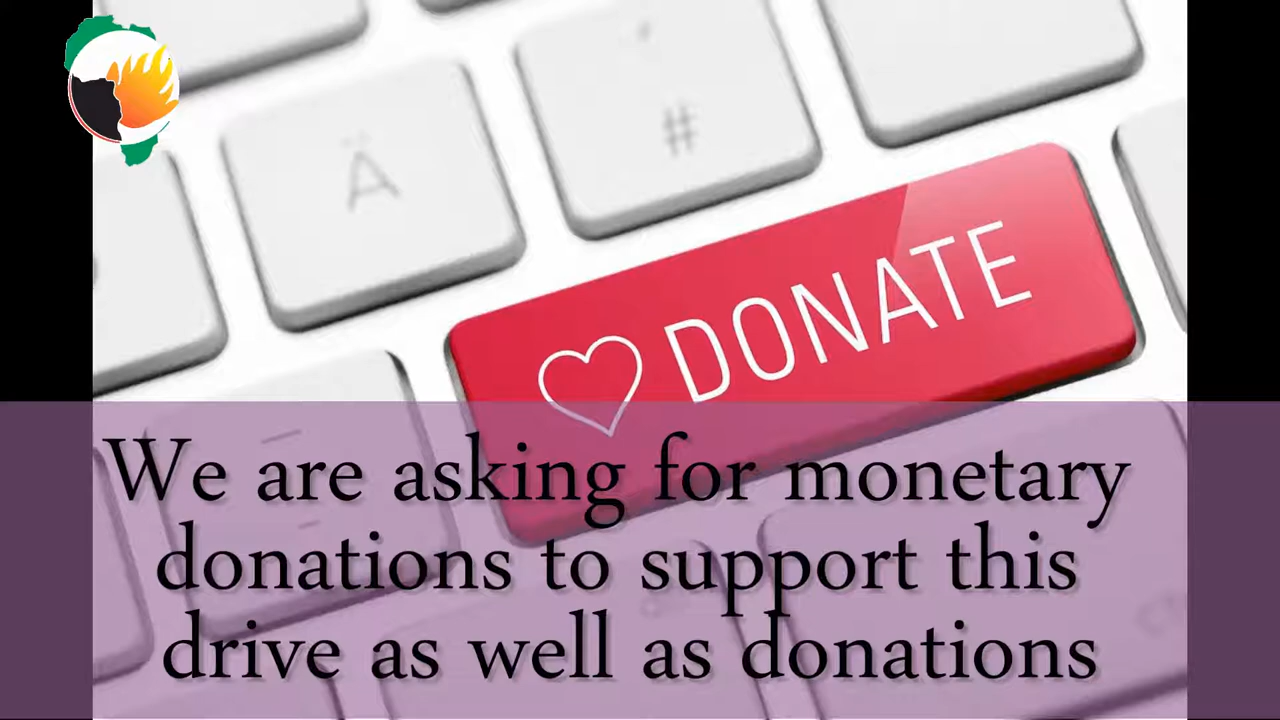 Ä
#
DONATE
We are asking for monetary
donations to support this
drive as well as donations